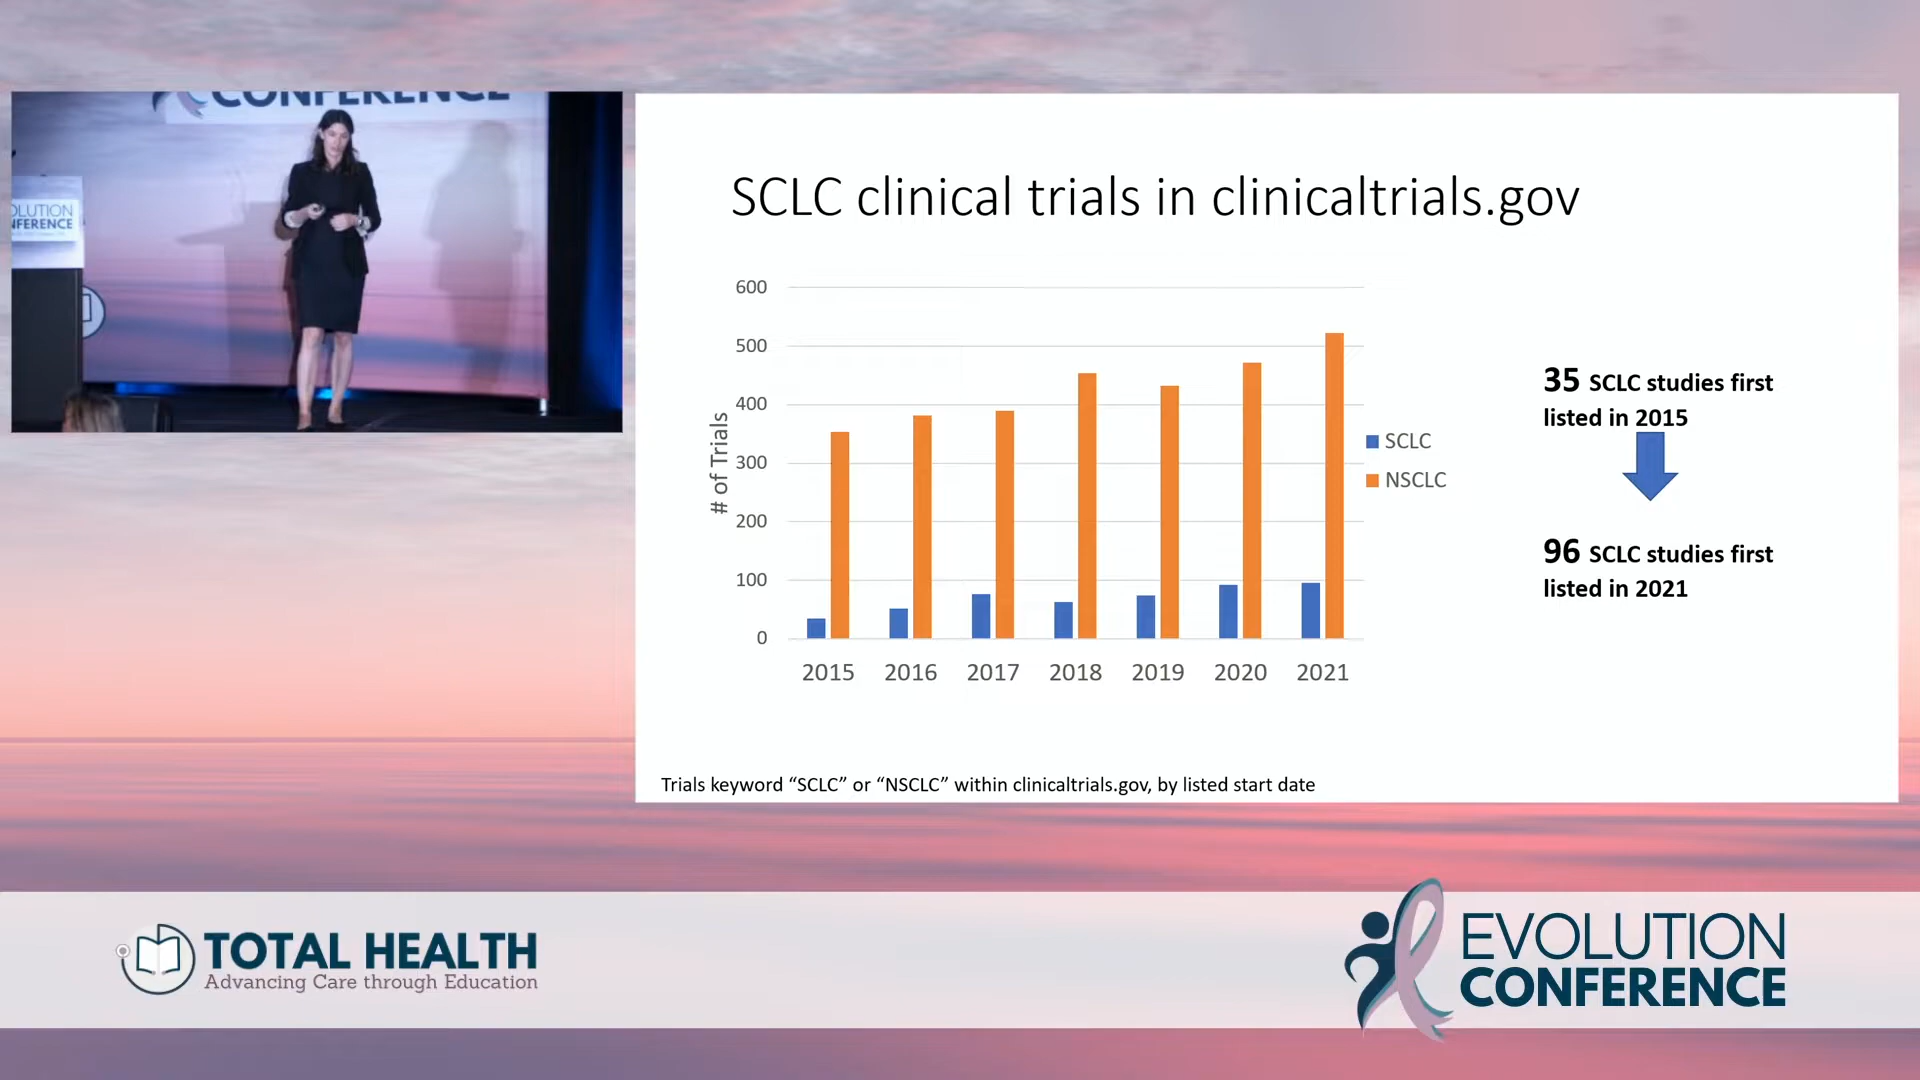 CONFERENCE
OLUTION
NFERENCE
SCLC clinical trials in clinicaltrials.gov
600
500
400
300
200
100
0
# of Trials
2015 2016 2017 2018 2019 2020 2021
SCLC
NSCLC
35 SCLC studies first
listed in 2015
96 SCLC studies first
listed in 2021
Trials keyword “SCLC” or “NSCLC” within clinicaltrials.gov, by listed start date
TOTAL HEALTH
Advancing Care through Education
EVOLUTION
CONFERENCE